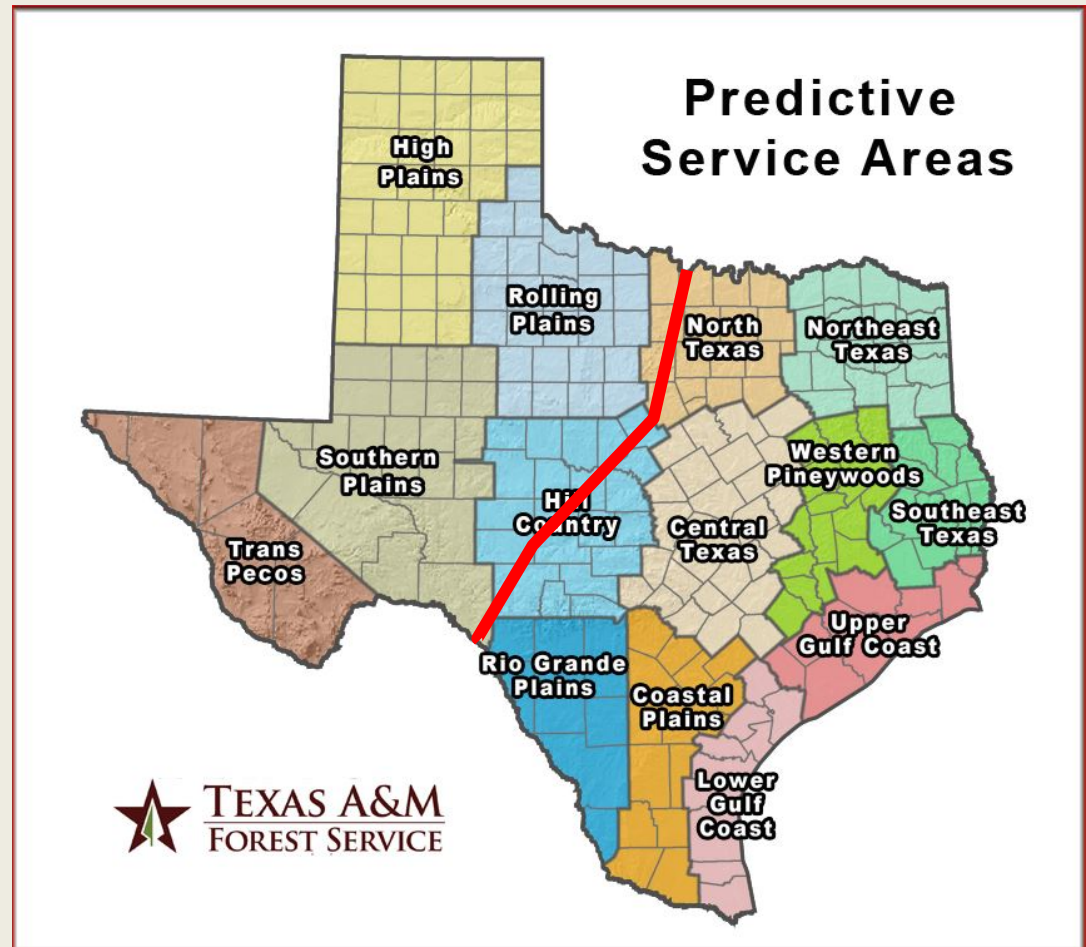 Predictive
Service Areas
High
Plains
Rolling
Plains
North
Texas
Northeast
Texas
Southern
Plains
Western
Pineywoods
Hill
Country
Central
Texas
Southeast
Texas
Trans
Pecos
Upper
Gulf Coast
Rio Grande
Plains
Coastal
Plains
Lower
Gulf
Coast
TEXAS A&M
FOREST SERVICE